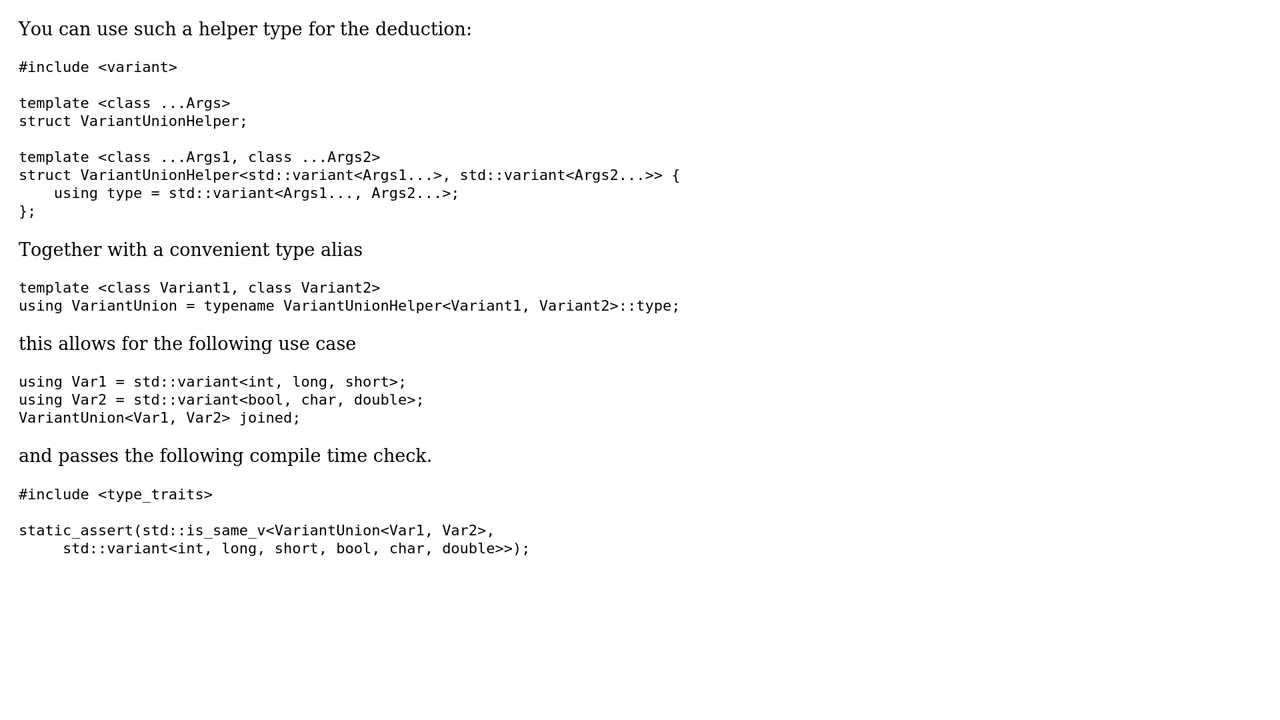 You can use such a helper type for the deduction:
#include <variant>
template <class ...Args>
struct VariantUnionHelper;
template <class ...Args1, class ...Args2>
struct VariantUnionHelper<std::variant<Args1...>, std::variant<Args2...>> {
    using type = std::variant<Args1..., Args2...>;
};
Together with a convenient type alias
template <class Variant1, class Variant2>
using VariantUnion = typename VariantUnionHelper<Variant1, Variant2>::type;
this allows for the following use case
using Var1 = std::variant<int, long, short>;
using Var2 = std::variant<bool, char, double>;
VariantUnion<Var1, Var2> joined;
and passes the following compile time check.
#include <type_traits>
static_assert(std::is_same_v<VariantUnion<Var1, Var2>,
     std::variant<int, long, short, bool, char, double>>);